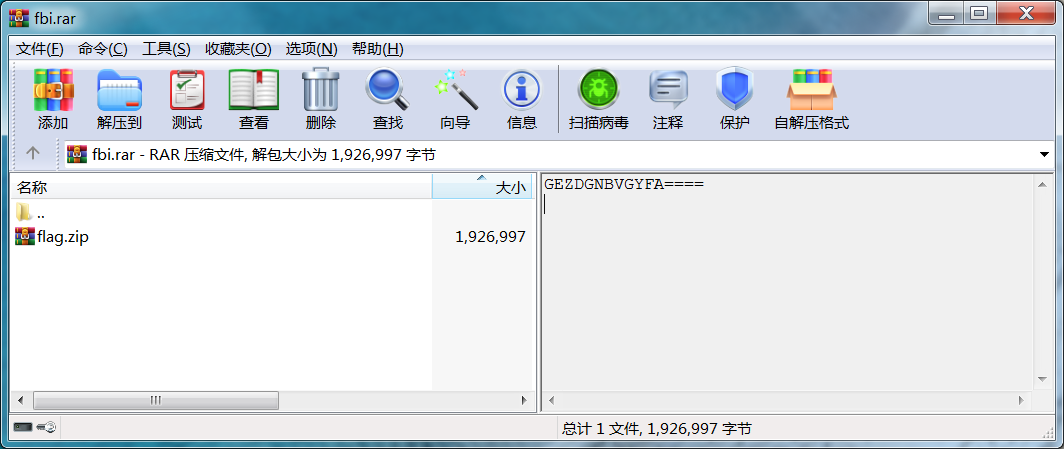 fbi.rar
文件(F) 命令(C) 工具(S) 收藏夹(O) 选项(N) 帮助(H)
添加 解压到 测试 查看 删除 查找 向导 信息 扫描病毒 注释 保护 自解压格式
fbi.rar - RAR 压缩文件, 解包大小为 1,926,997 字节
名称 大小
GEZDGNBVGYFA====
..
flag.zip 1,926,997
总计 1 文件, 1,926,997 字节